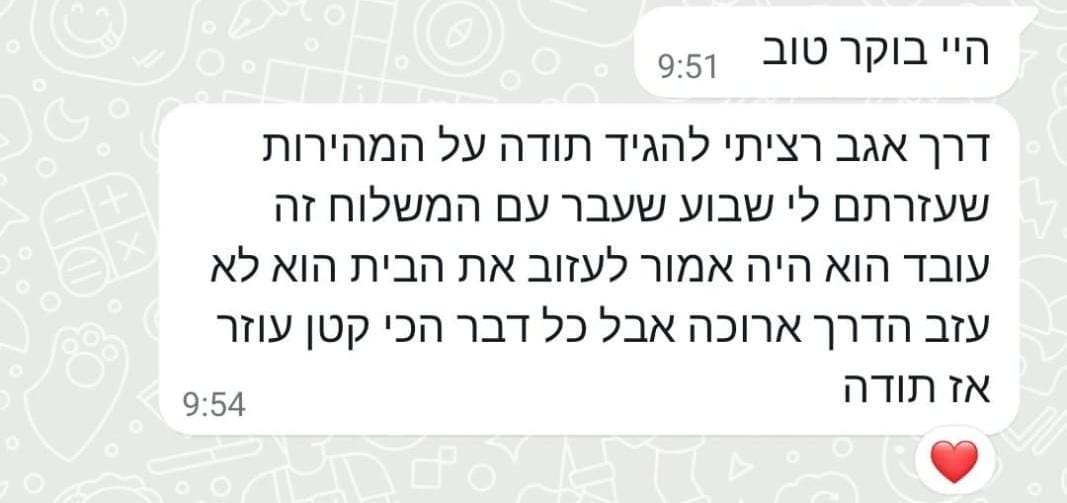 היי בוקר טוב
9:51
דרך אגב רציתי להגיד תודה על המהירות
שעזרתם לי שבוע שעבר עם המשלוח זה
עובד הוא היה אמור לעזוב את הבית הוא לא
עזב הדרך ארוכה אבל כל דבר הכי קטן עוזר
אז תודה
9:54